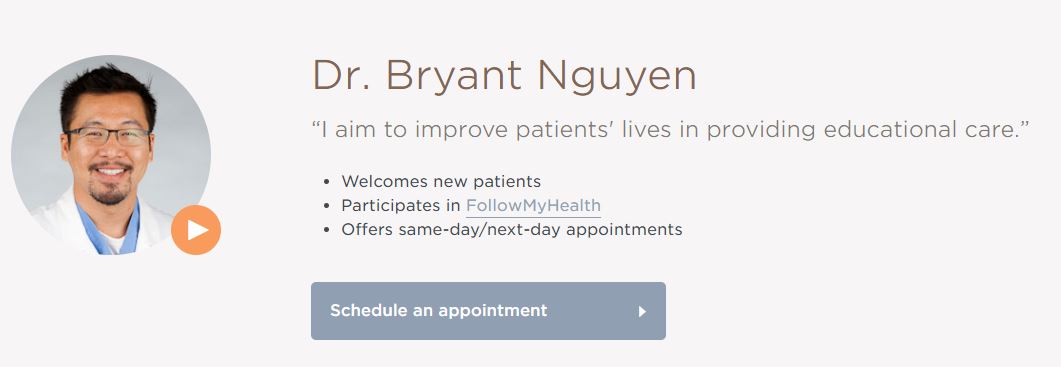 Dr. Bryant Nguyen
“I aim to improve patients' lives in providing educational care.”
• Welcomes new patients
• Participates in FollowMyHealth
• Offers same-day/next-day appointments
Schedule an appointment